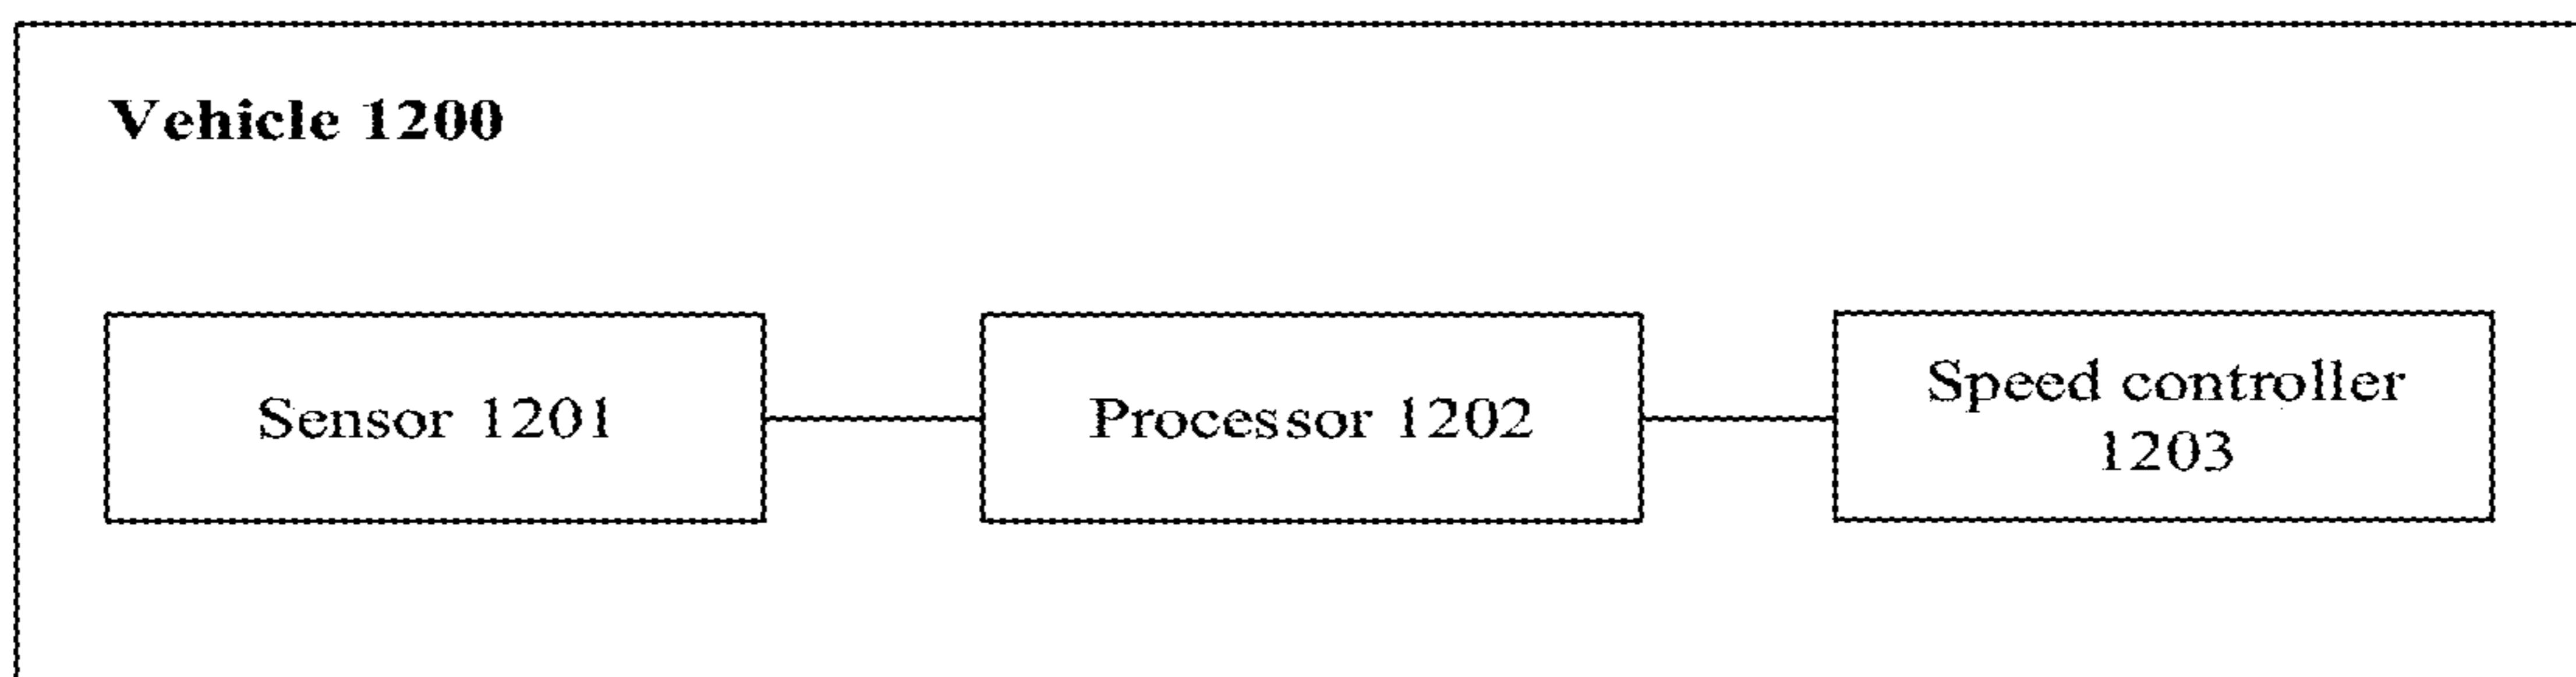 Vehicle 1200
Sensor 1201
Processor 1202
Speed controller
1203